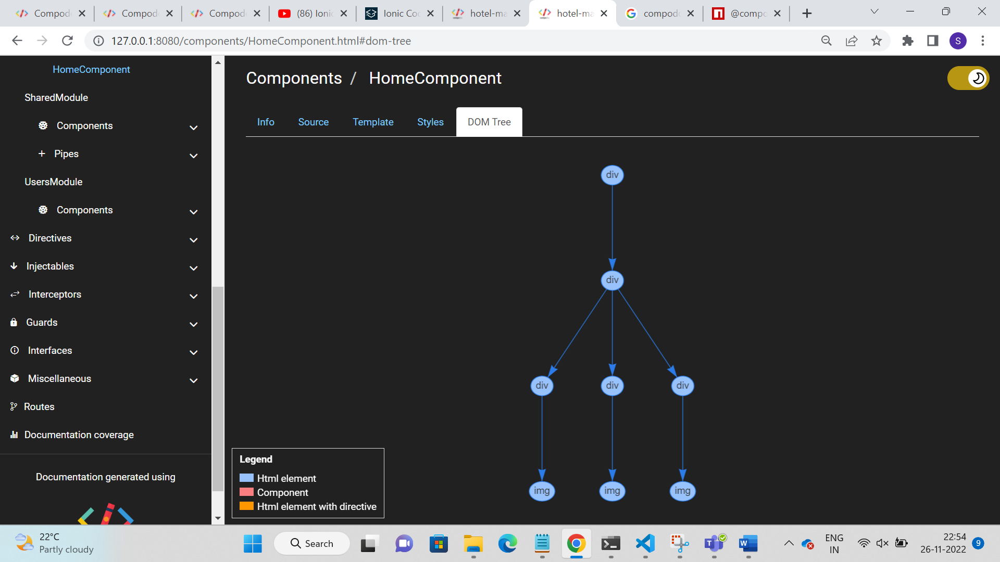 Compod
Compod
Compod
(86) Ionic
Ionic Coc
hotel-ma
hotel-ma
compodo
@compo
127.0.0.1:8080/components/HomeComponent.html#dom-tree
S
HomeComponent
SharedModule
Components
Pipes
UsersModule
Components
Directives
Injectables
Interceptors
Guards
Interfaces
Miscellaneous
Routes
Documentation coverage
Documentation generated using
Components / HomeComponent
Info Source Template Styles DOM Tree
div
div
div div div
img img img
Legend
Html element
Component
Html element with directive
22°C
Partly cloudy
Search
ENG
IN
22:54
26-11-2022
9